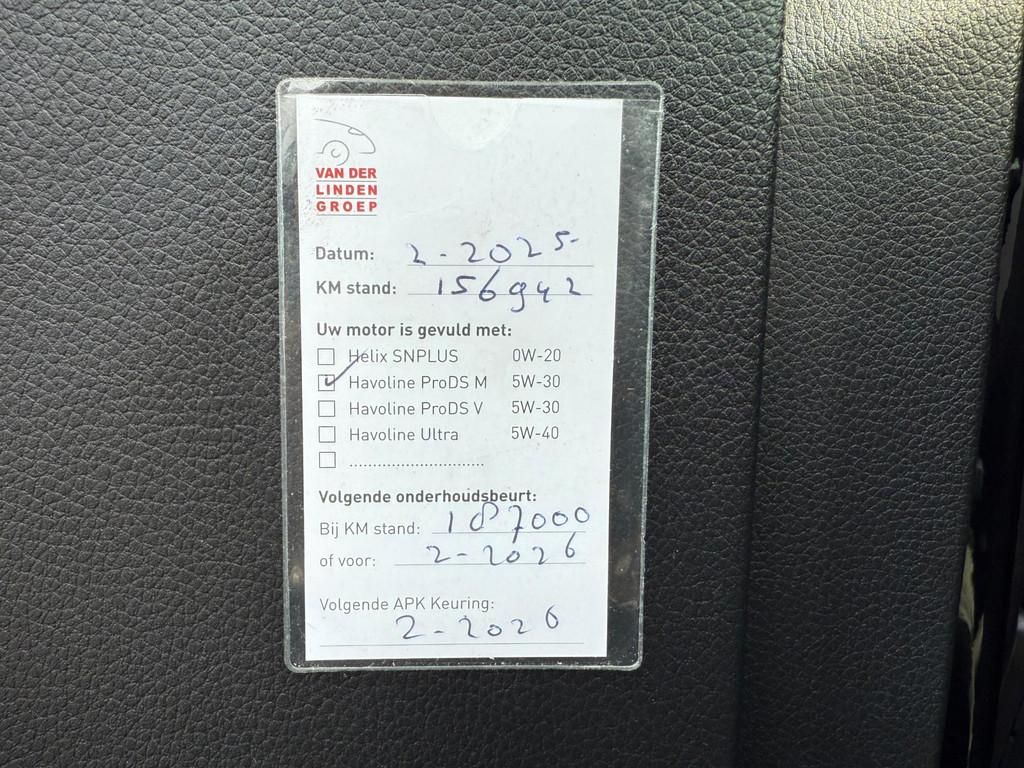 VAN DER
LINDEN
GROEP
Datum: 2-2025-
KM stand: 156942
Uw motor is gevuld met:
Helix SNPLUS 0W-20
Havoline ProDS M 5W-30
Havoline ProDS V 5W-30
Havoline Ultra 5W-40
.............................
Volgende onderhoudsbeurt:
Bij KM stand: 187000
of voor: 2-2026
Volgende APK Keuring:
2-2026